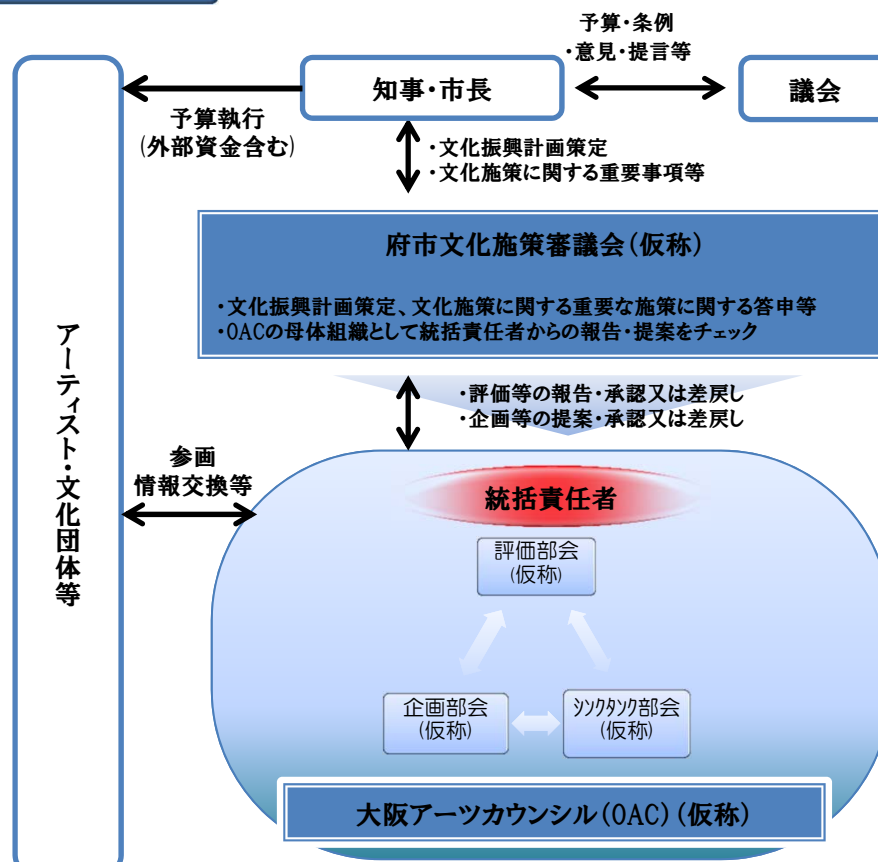 予算・条例
・意見・提言等
知事・市長
議会
予算執行
(外部資金含む)
・文化振興計画策定
・文化施策に関する重要事項等
府市文化施策審議会(仮称)
・文化振興計画策定、文化施策に関する重要な施策に関する答申等
・OACの母体組織として統括責任者からの報告・提案をチェック
アーティスト・文化団体等
・評価等の報告・承認又は差戻し
・企画等の提案・承認又は差戻し
参画
情報交換等
統括責任者
評価部会
(仮称)
企画部会
(仮称)
ｼﾝｸﾀﾝｸ部会
(仮称)
大阪アーツカウンシル(OAC)(仮称)